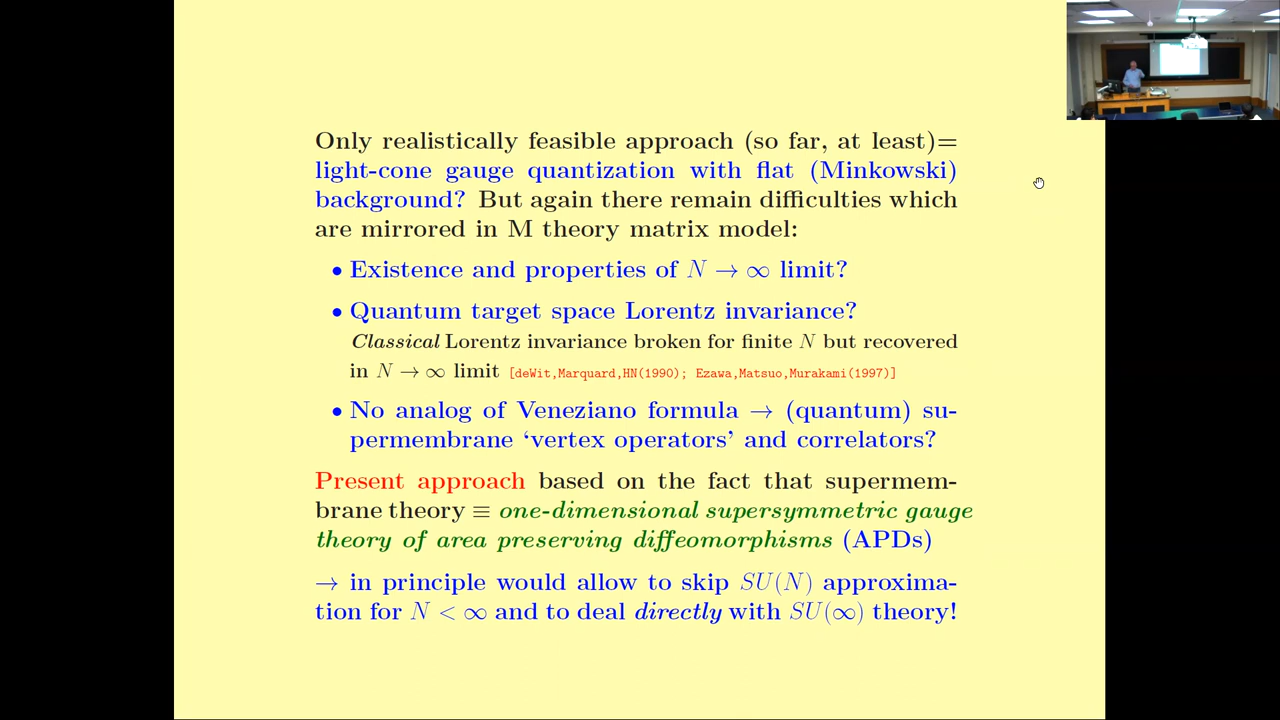 Only realistically feasible approach (so far, at least)=
light-cone gauge quantization with flat (Minkowski)
background? But again there remain difficulties which
are mirrored in M theory matrix model:
• Existence and properties of N → ∞ limit?
• Quantum target space Lorentz invariance?
Classical Lorentz invariance broken for finite N but recovered
in N → ∞ limit [deWit,Marquard,HN(1990); Ezawa,Matsuo,Murakami(1997)]
• No analog of Veneziano formula → (quantum) su-
permembrane ‘vertex operators’ and correlators?
Present approach based on the fact that supermem-
brane theory ≡ one-dimensional supersymmetric gauge
theory of area preserving diffeomorphisms (APDs)
→ in principle would allow to skip SU(N) approxima-
tion for N < ∞ and to deal directly with SU(∞) theory!